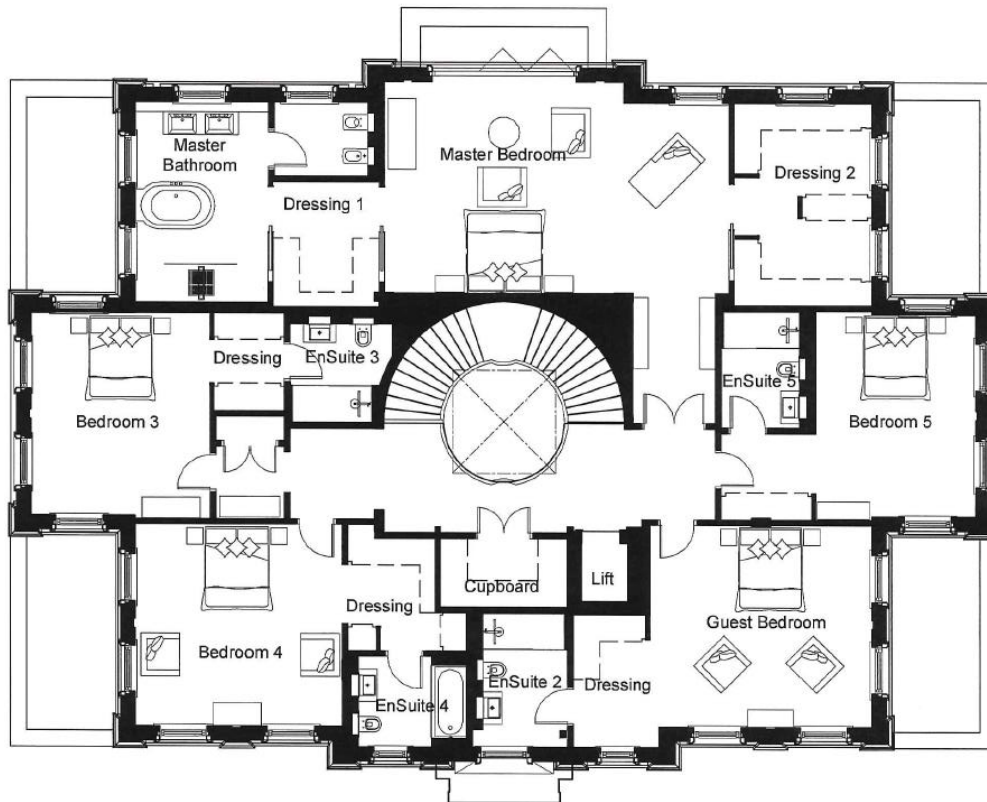 Master
Bathroom
Master Bedroom
Dressing 1
Dressing 2
Dressing
EnSuite 3
EnSuite 5
Bedroom 3
Bedroom 5
Cupboard
Lift
Dressing
Guest Bedroom
Bedroom 4
EnSuite 2
Dressing
EnSuite 4